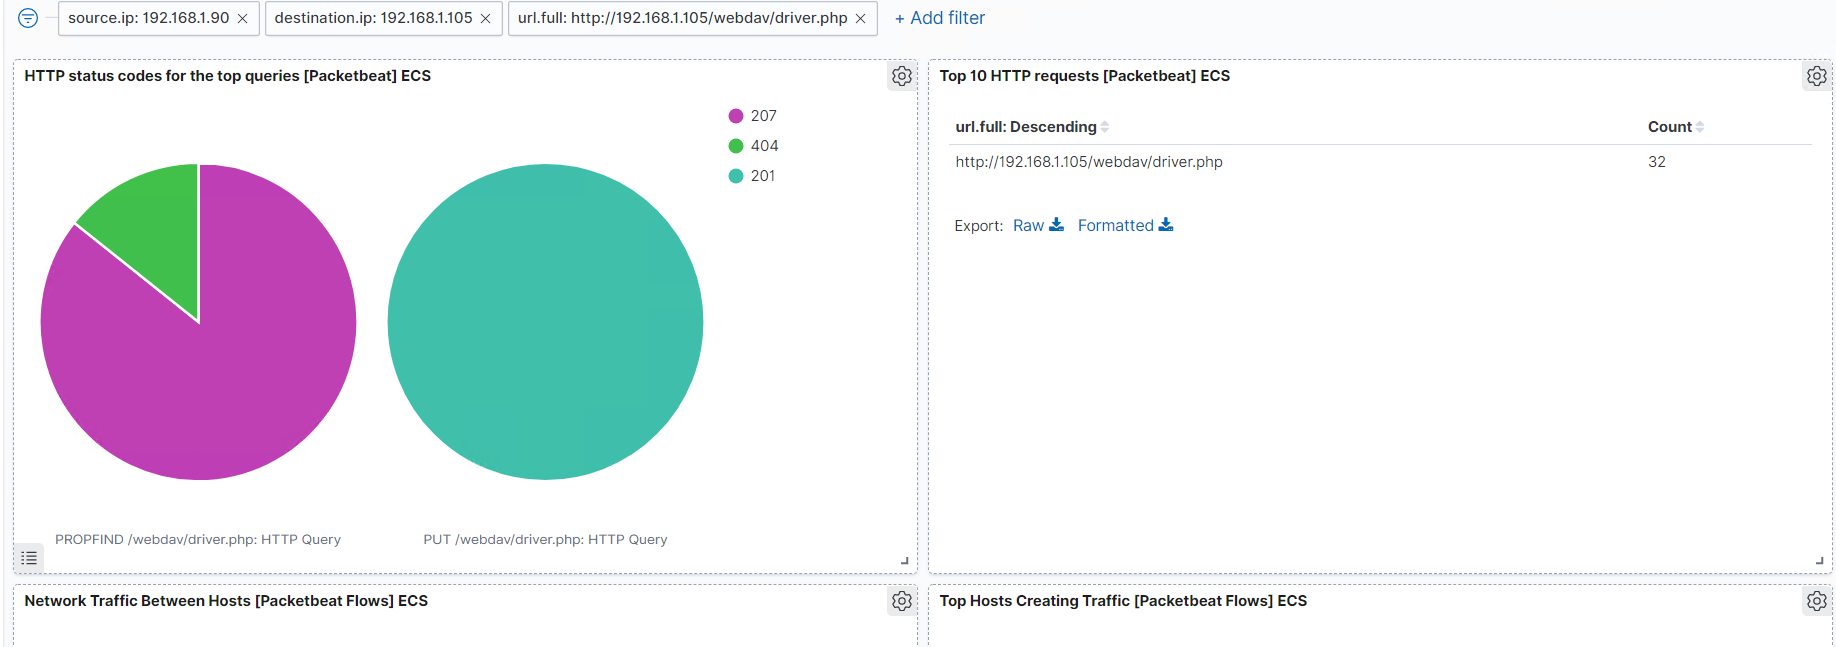 source.ip: 192.168.1.90 × destination.ip: 192.168.1.105 × url.full: http://192.168.1.105/webdav/driver.php × + Add filter
HTTP status codes for the top queries [Packetbeat] ECS
207
404
201
PROPFIND /webdav/driver.php: HTTP Query
PUT /webdav/driver.php: HTTP Query
Top 10 HTTP requests [Packetbeat] ECS
url.full: Descending Count
http://192.168.1.105/webdav/driver.php 32
Export: Raw Formatted
Network Traffic Between Hosts [Packetbeat Flows] ECS
Top Hosts Creating Traffic [Packetbeat Flows] ECS